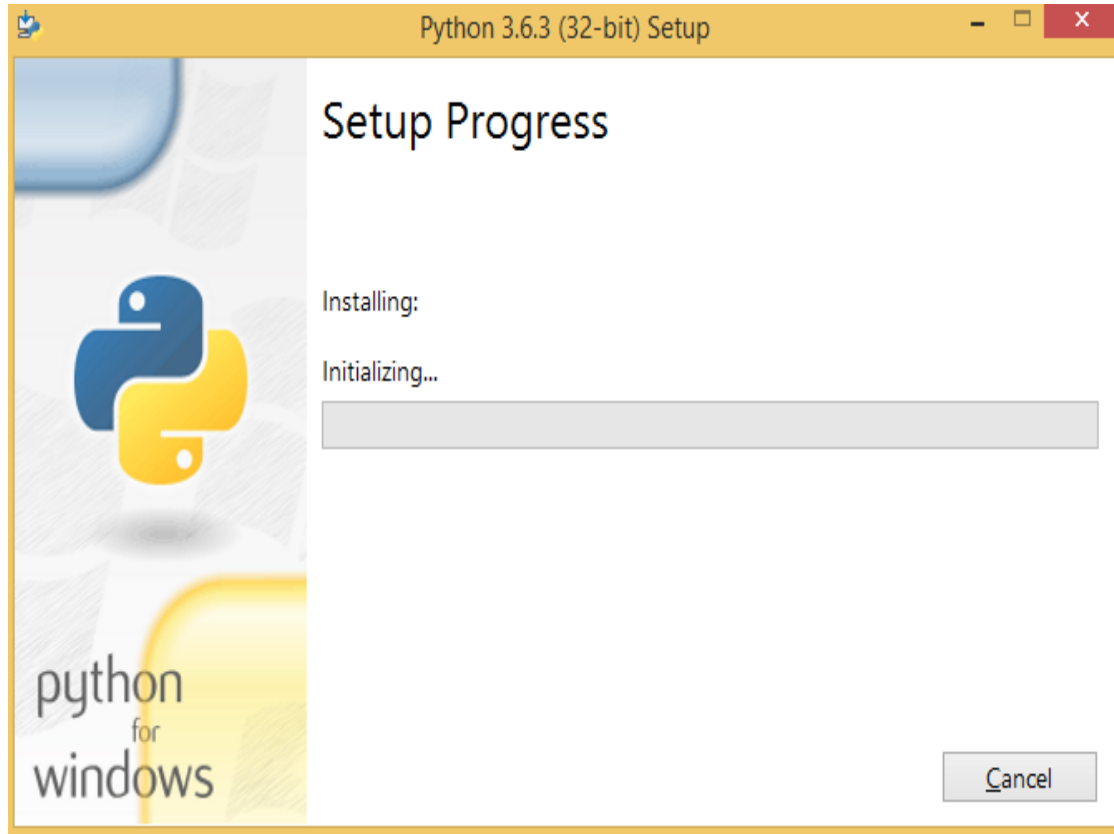 Python 3.6.3 (32-bit) Setup
Setup Progress
Installing:
Initializing...
python
for
windows
Cancel